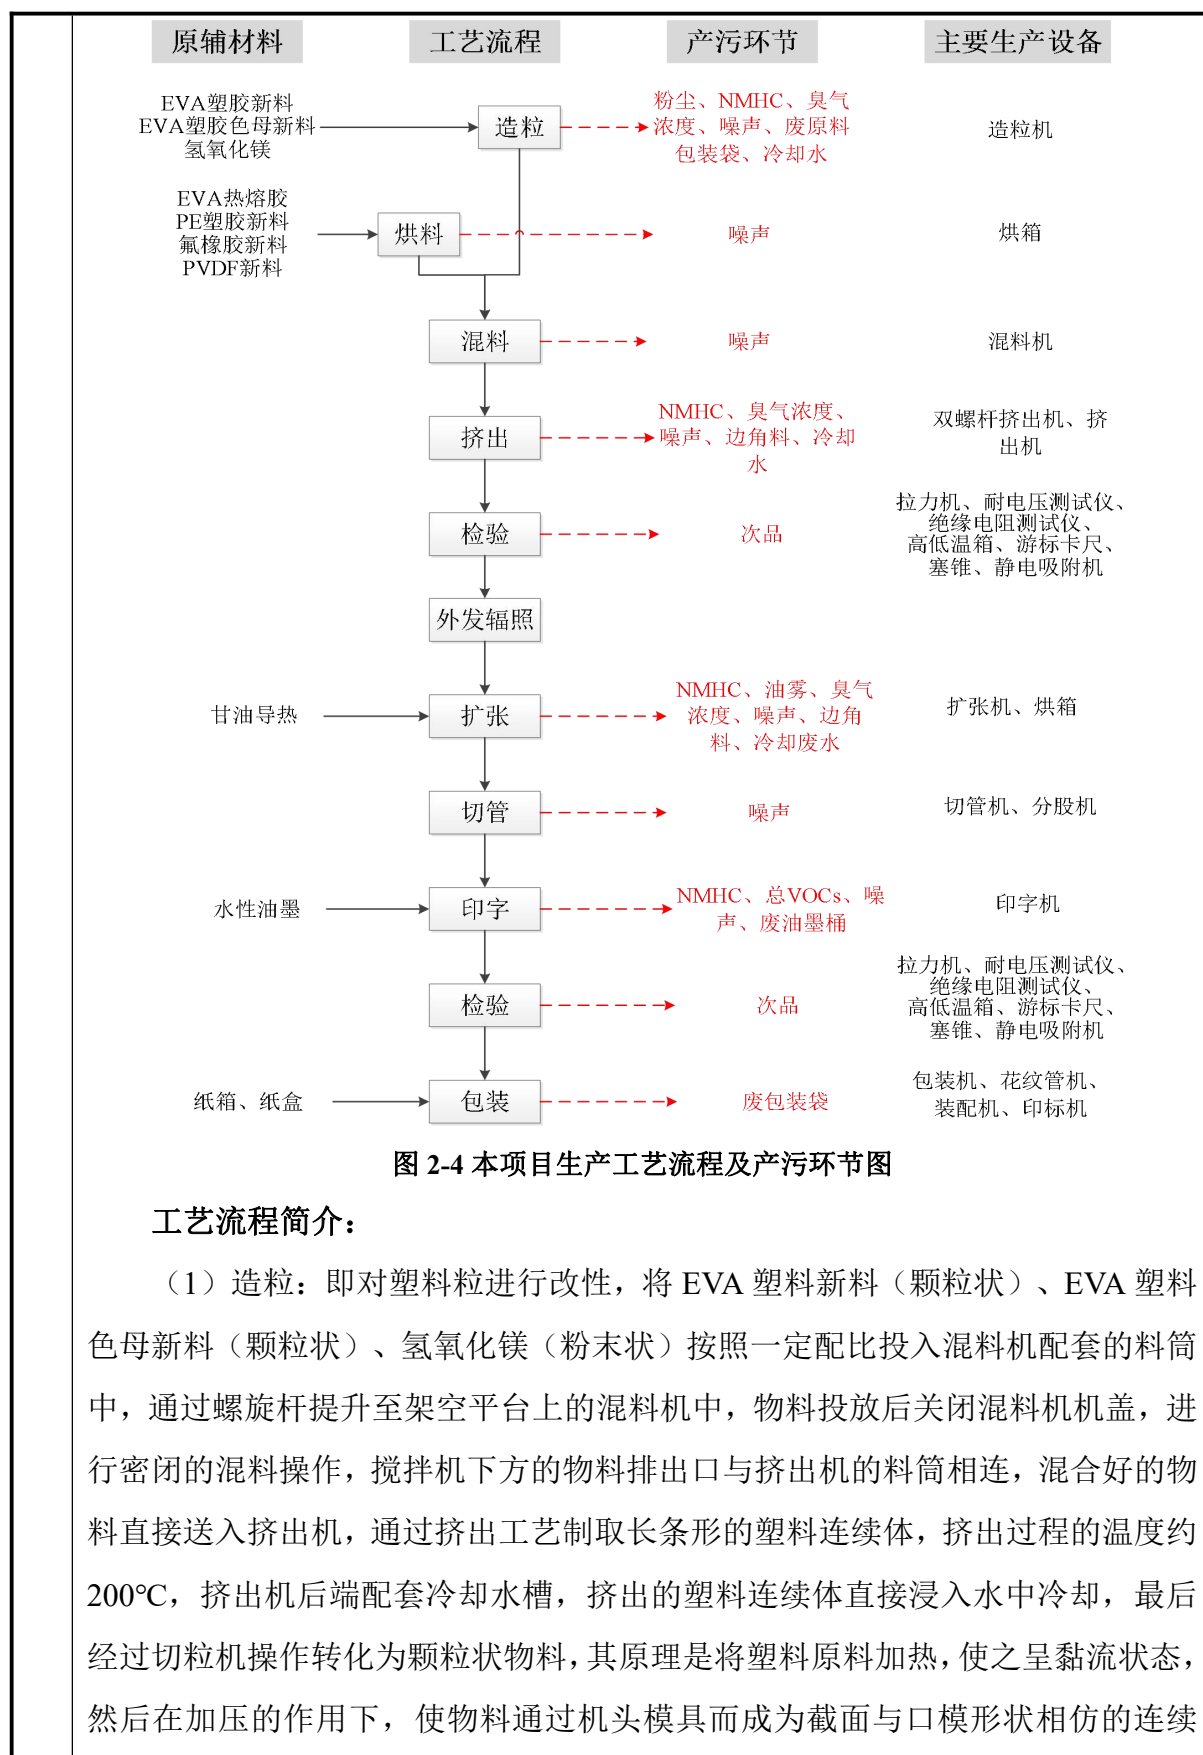 原辅材料
工艺流程
产污环节
主要生产设备
EVA塑胶新料
EVA塑胶色母新料
氢氧化镁
造粒
粉尘、NMHC、臭气
浓度、噪声、废原料
包装袋、冷却水
造粒机
EVA热熔胶
PE塑胶新料
氟橡胶新料
PVDF新料
烘料
噪声
烘箱
混料
噪声
混料机
挤出
NMHC、臭气浓度、
噪声、边角料、冷却
水
双螺杆挤出机、挤
出机
检验
次品
拉力机、耐电压测试仪、
绝缘电阻测试仪、
高低温箱、游标卡尺、
塞锥、静电吸附机
外发辐照
甘油导热
扩张
NMHC、油雾、臭气
浓度、噪声、边角
料、冷却废水
扩张机、烘箱
切管
噪声
切管机、分股机
水性油墨
印字
NMHC、总VOCs、噪
声、废油墨桶
印字机
检验
次品
拉力机、耐电压测试仪、
绝缘电阻测试仪、
高低温箱、游标卡尺、
塞锥、静电吸附机
纸箱、纸盒
包装
废包装袋
包装机、花纹管机、
装配机、印标机
图 2-4 本项目生产工艺流程及产污环节图
工艺流程简介：
（1）造粒：即对塑料粒进行改性，将 EVA 塑料新料（颗粒状）、EVA 塑料
色母新料（颗粒状）、氢氧化镁（粉末状）按照一定配比投入混料机配套的料筒
中，通过螺旋杆提升至架空平台上的混料机中，物料投放后关闭混料机机盖，进
行密闭的混料操作，搅拌机下方的物料排出口与挤出机的料筒相连，混合好的物
料直接送入挤出机，通过挤出工艺制取长条形的塑料连续体，挤出过程的温度约
200℃，挤出机后端配套冷却水槽，挤出的塑料连续体直接浸入水中冷却，最后
经过切粒机操作转化为颗粒状物料，其原理是将塑料原料加热，使之呈黏流状态，
然后在加压的作用下，使物料通过机头模具而成为截面与口模形状相仿的连续